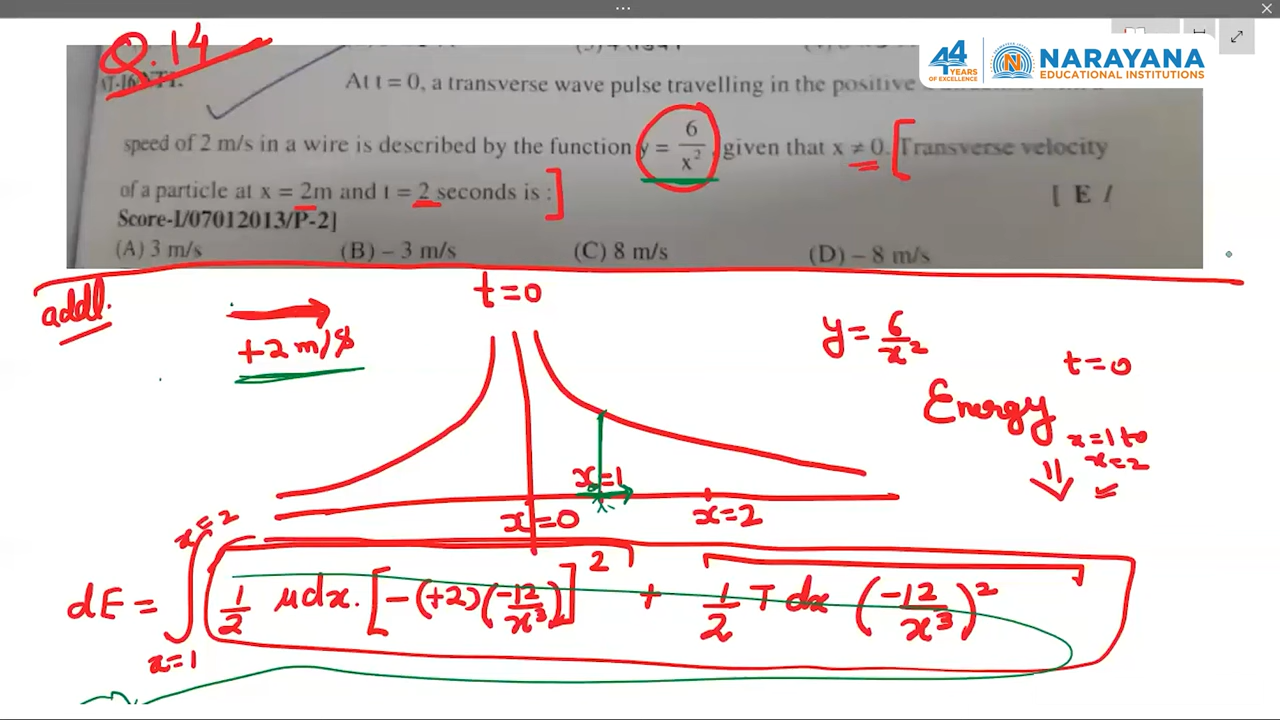 Q.14
44
YEARS
OF EXCELLENCE
N
NARAYANA
EDUCATIONAL INSTITUTIONS
At t = 0, a transverse wave pulse travelling in the positive
speed of 2 m/s in a wire is described by the function y = 6/x², given that x ≠ 0. [Transverse velocity
of a particle at x = 2m and t = 2 seconds is : ]
[ E /
Score-I/07012013/P-2]
(A) 3 m/s (B) – 3 m/s (C) 8 m/s (D) – 8 m/s
addl.
t=0
+2 m/s
y = 6/x²
t=0
Energy
x=1 to
x=2
x=1
x=0
x=2
dE = ∫ x=1 x=2 1/2 μdx. [-(+2)(-12/x³)]² + 1/2 T dx (-12/x³)²